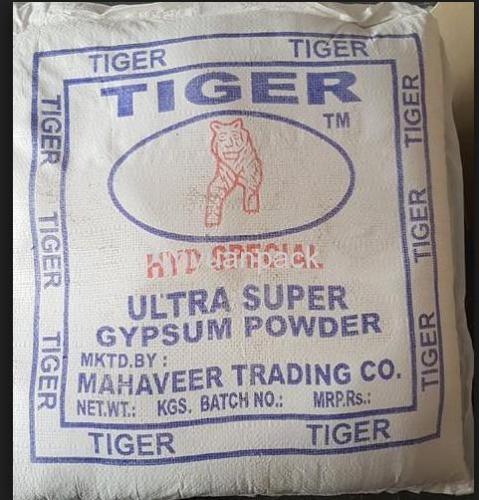 TIGER TIGER
TIGER
TM
TIGER TIGER
TIGER TIGER
TIGER TIGER
HYD SPECIAL
ULTRA SUPER
GYPSUM POWDER
MKTD.BY :
MAHAVEER TRADING CO.
NET.WT.: KGS. BATCH NO.: MRP.Rs.:
TIGER TIGER